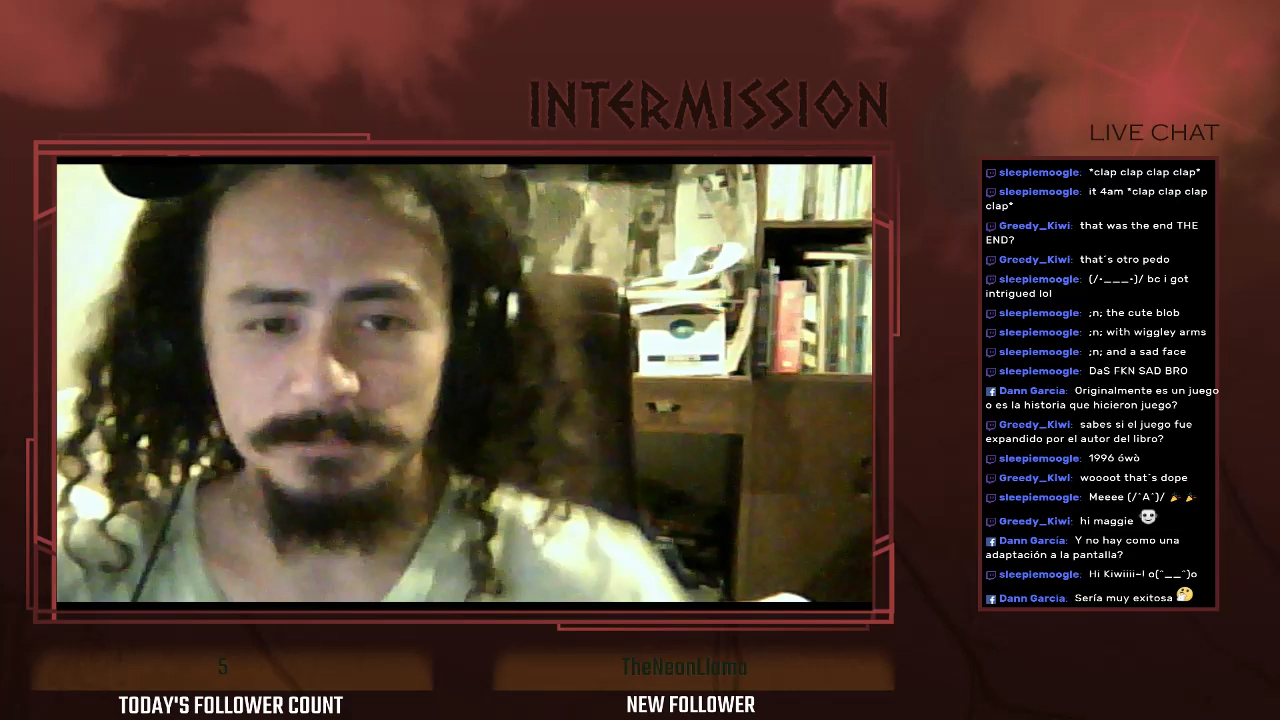 INTERMISSION
LIVE CHAT
sleepiemoogle: *clap clap clap clap*
sleepiemoogle: it 4am *clap clap clap
clap*
Greedy_Kiwi: that was the end THE
END?
Greedy_Kiwi: that's otro pedo
sleepiemoogle: (/-___-)/ bc i got
intrigued lol
sleepiemoogle: ;n; the cute blob
sleepiemoogle: ;n; with wiggley arms
sleepiemoogle: ;n; and a sad face
sleepiemoogle: DaS FKN SAD BRO
Dann Garcia: Originalmente es un juego
o es la historia que hicieron juego?
Greedy_Kiwi: sabes si el juego fue
expandido por el autor del libro?
sleepiemoogle: 1996 ówò
Greedy_Kiwi: woooot that`s dope
sleepiemoogle: Meeee (/^A^)/ 🎉 🎉
Greedy_Kiwi: hi maggie
Dann Garcia: Y no hay como una
adaptación a la pantalla?
sleepiemoogle: Hi Kiwiiii~! o(^__^)o
Dann Garcia: Sería muy exitosa 🤔
5
TODAY'S FOLLOWER COUNT
TheNeonLlama
NEW FOLLOWER